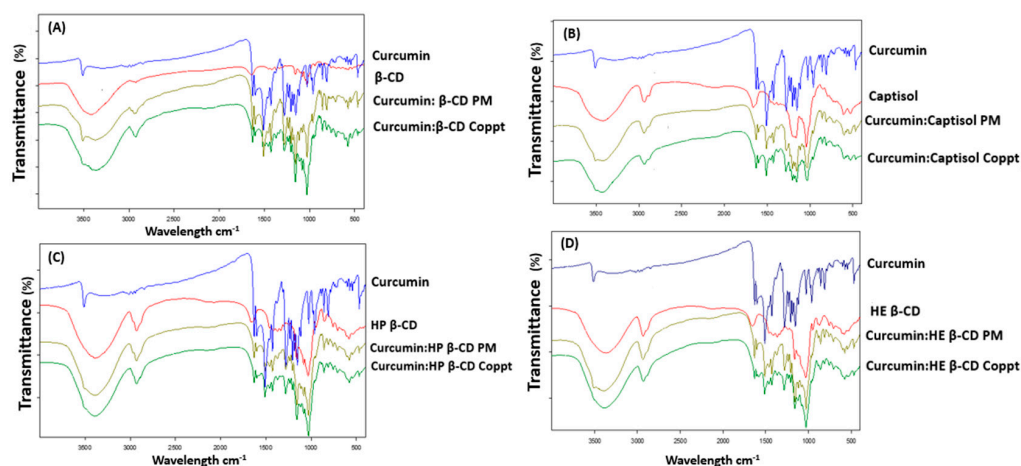 (A)
Transmittance (%)
Curcumin
β-CD
Curcumin: β-CD PM
Curcumin:β-CD Coppt
3500 3000 2500 2000 1500 1000 500
Wavelength cm-1
(B)
Transmittance (%)
Curcumin
Captisol
Curcumin:Captisol PM
Curcumin:Captisol Coppt
3500 3000 2500 2000 1500 1000 500
Wavelength cm-1
(C)
Transmittance (%)
Curcumin
HP β-CD
Curcumin:HP β-CD PM
Curcumin:HP β-CD Coppt
3500 3000 2500 2000 1500 1000 500
Wavelength cm-1
(D)
Transmittance (%)
Curcumin
HE β-CD
Curcumin:HE β-CD PM
Curcumin:HE β-CD Coppt
3500 3000 2500 2000 1500 1000 500
Wavelength cm-1